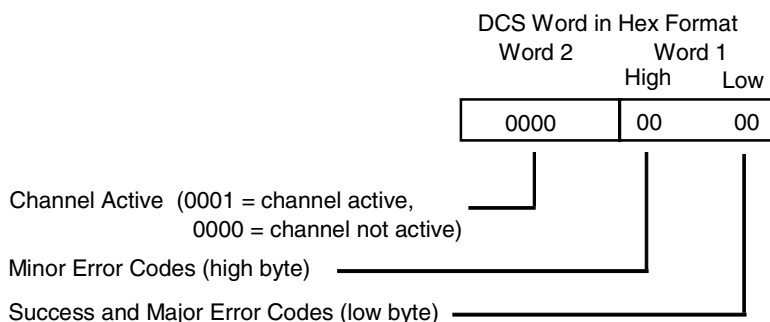 DCS Word in Hex Format
Word 2 Word 1
High Low
0000 00 00
Channel Active (0001 = channel active,
0000 = channel not active)
Minor Error Codes (high byte)
Success and Major Error Codes (low byte)